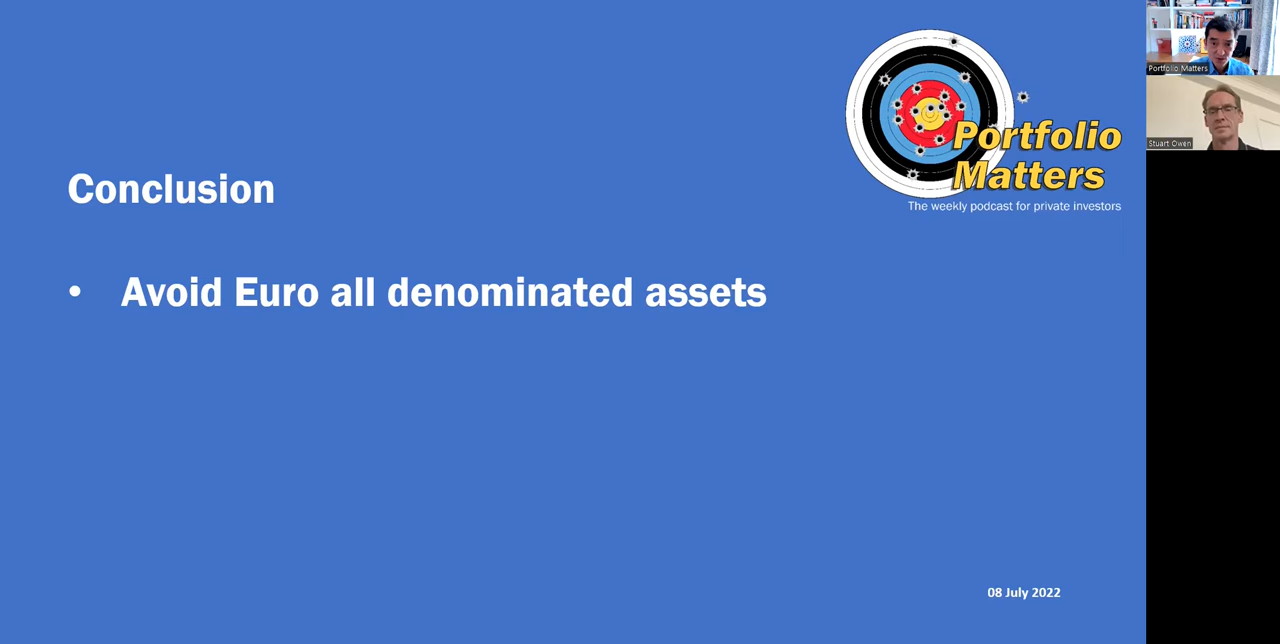 Portfolio
Matters
The weekly podcast for private investors
Conclusion
• Avoid Euro all denominated assets
08 July 2022
Portfolio Matters
Stuart Owen